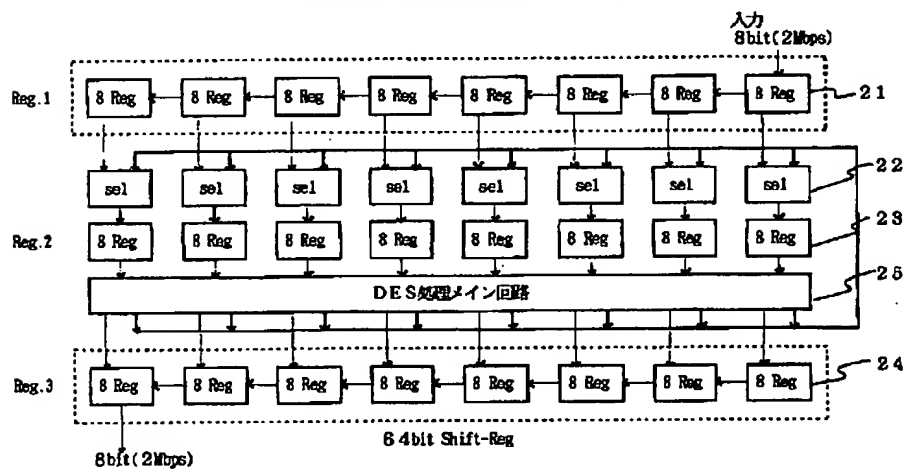 入力
8bit(2Mbps)
Reg.1
8 Reg 8 Reg 8 Reg 8 Reg 8 Reg 8 Reg 8 Reg 8 Reg 21
sel sel sel sel sel sel sel sel 22
Reg.2
8 Reg 8 Reg 8 Reg 8 Reg 8 Reg 8 Reg 8 Reg 8 Reg 23
DES処理メイン回路 25
Reg.3
8 Reg 8 Reg 8 Reg 8 Reg 8 Reg 8 Reg 8 Reg 8 Reg 24
64bit Shift-Reg
8bit(2Mbps)